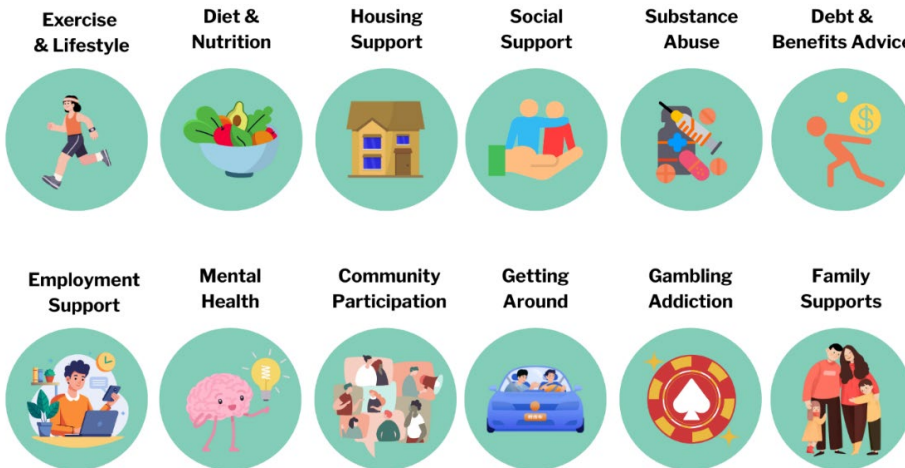 Exercise
& Lifestyle
Diet &
Nutrition
Housing
Support
Social
Support
Substance
Abuse
Debt &
Benefits Advice
Employment
Support
Mental
Health
Community
Participation
Getting
Around
Gambling
Addiction
Family
Supports